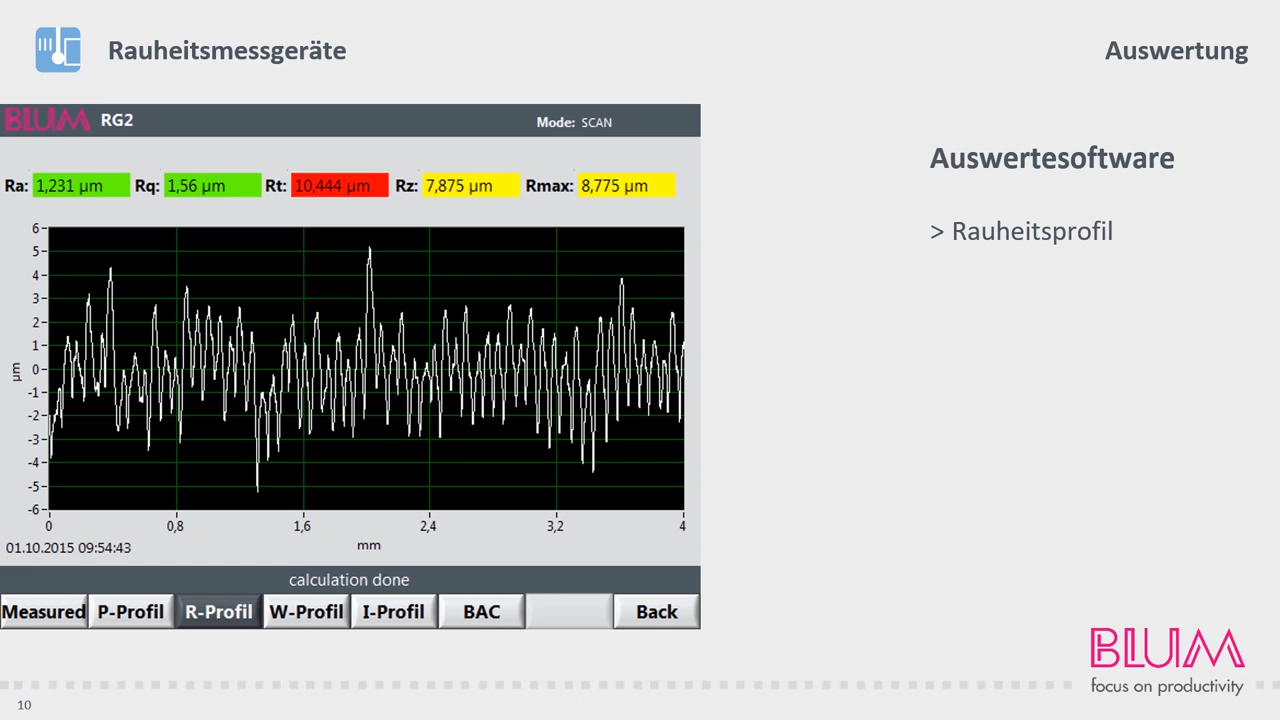 Rauheitsmessgeräte
Auswertung
BLUM RG2 Mode: SCAN
Ra: 1,231 µm Rq: 1,56 µm Rt: 10,444 µm Rz: 7,875 µm Rmax: 8,775 µm
6
5
4
3
2
1
0
-1
-2
-3
-4
-5
-6
µm
0 0,8 1,6 2,4 3,2 4
mm
01.10.2015 09:54:43
calculation done
Measured P-Profil R-Profil W-Profil I-Profil BAC Back
Auswertesoftware
> Rauheitsprofil
BLUM
focus on productivity
10